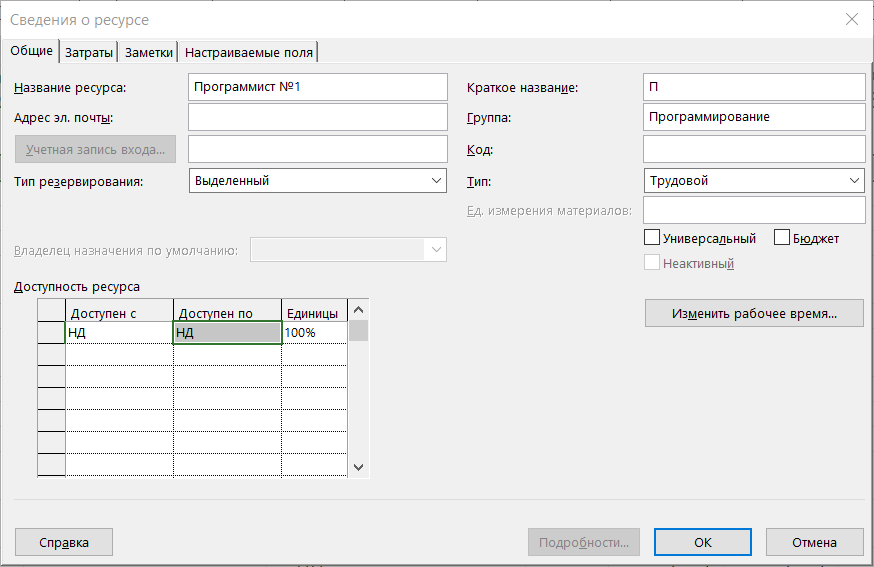 Сведения о ресурсе
Общие Затраты Заметки Настраиваемые поля
Название ресурса: Программист №1 Краткое название: П
Адрес эл. почты: Группа: Программирование
Учетная запись входа... Код:
Тип резервирования: Выделенный Тип: Трудовой
Ед. измерения материалов:
Универсальный Бюджет
Владелец назначения по умолчанию:
Неактивный
Доступность ресурса
Доступен с Доступен по Единицы Изменить рабочее время...
НД НД 100%
Справка Подробности... ОК Отмена